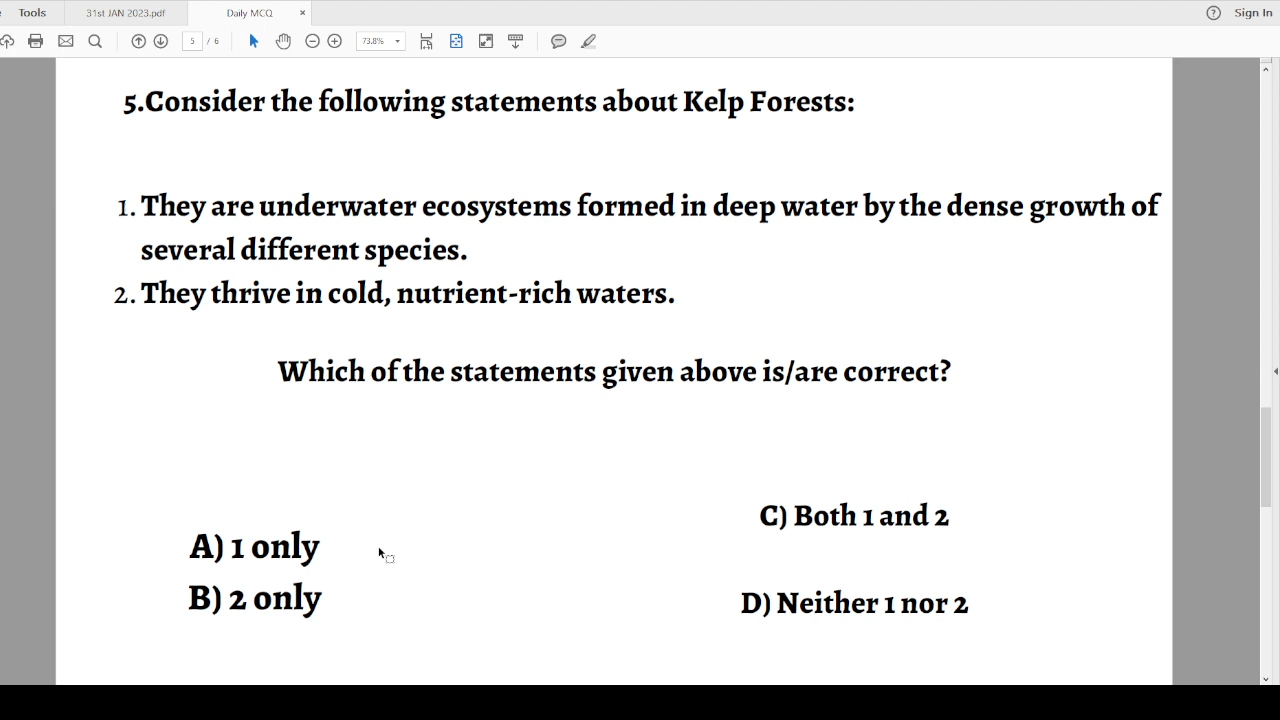 Tools
31st JAN 2023.pdf
Daily MCQ
Sign In
5 / 6
73.8%
5.Consider the following statements about Kelp Forests:
1. They are underwater ecosystems formed in deep water by the dense growth of
several different species.
2. They thrive in cold, nutrient-rich waters.
Which of the statements given above is/are correct?
C) Both 1 and 2
A) 1 only
B) 2 only
D) Neither 1 nor 2